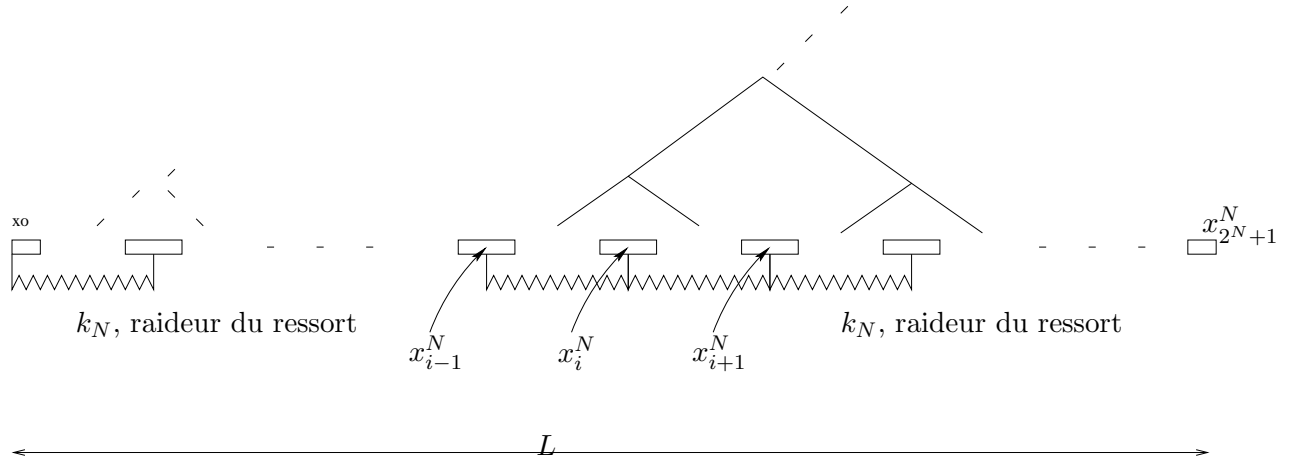 xo
$x_{2^N+1}^N$
$k_N$, raideur du ressort
$k_N$, raideur du ressort
$x_{i-1}^N$
$x_i^N$
$x_{i+1}^N$
$L$